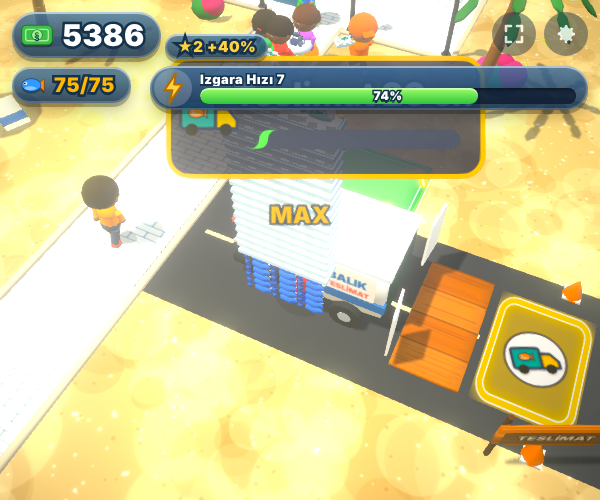 5386
★2 +40%
75/75
Izgara Hızı 7
74%
MAX
BALIK
TESLİMAT
TESLİMAT